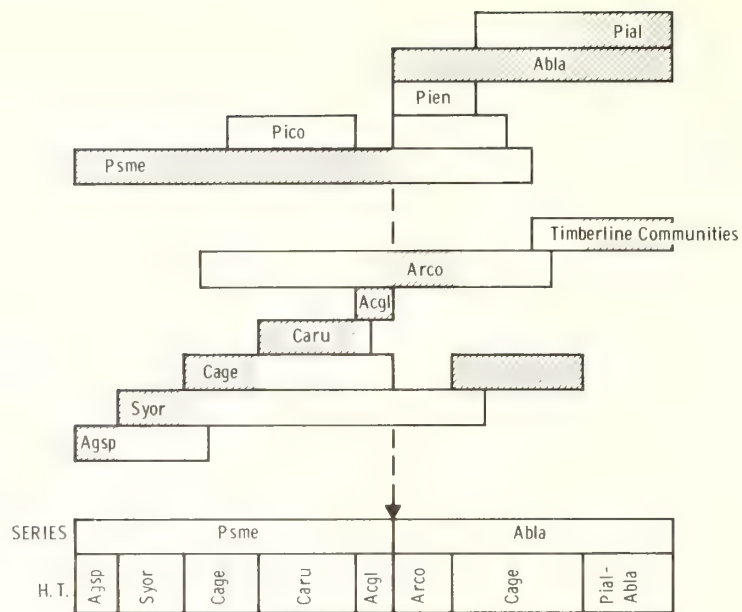 Pial
Abla
Pien
Pico
Psme
Timberline Communities
Arco
Acgl
Caru
Cage
Syor
Agsp
SERIES Psme Abla
H.T. Agsp Syor Cage Caru Acgl Arco Cage Pial-Abla